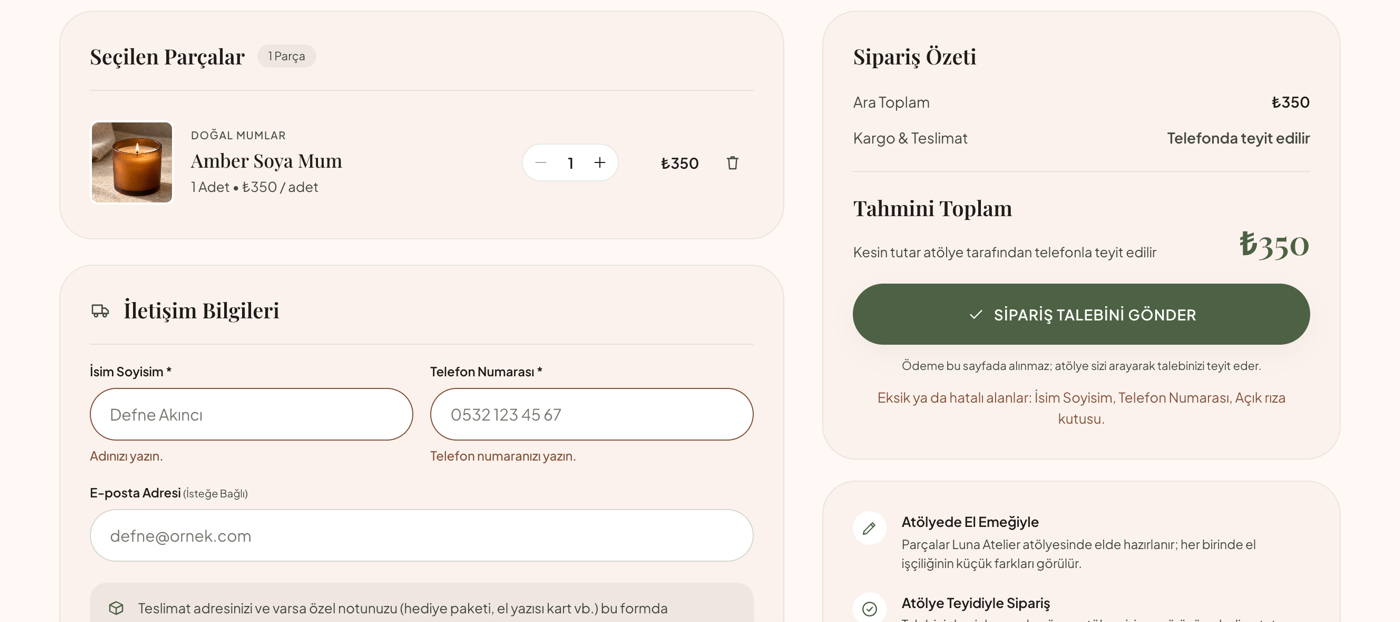 Seçilen Parçalar
1 Parça
DOĞAL MUMLAR
Amber Soya Mum
1 Adet • ₺350 / adet
1
₺350
İletişim Bilgileri
İsim Soyisim *
Telefon Numarası *
Defne Akıncı
0532 123 45 67
Adınızı yazın.
Telefon numaranızı yazın.
E-posta Adresi (İsteğe Bağlı)
defne@ornek.com
Teslimat adresinizi ve varsa özel notunuzu (hediye paketi, el yazısı kart vb.) bu formda
Sipariş Özeti
Ara Toplam
₺350
Kargo & Teslimat
Telefonda teyit edilir
Tahmini Toplam
Kesin tutar atölye tarafından telefonla teyit edilir
₺350
SİPARİŞ TALEBİNİ GÖNDER
Ödeme bu sayfada alınmaz; atölye sizi arayarak talebinizi teyit eder.
Eksik ya da hatalı alanlar: İsim Soyisim, Telefon Numarası, Açık rıza
kutusu.
Atölyede El Emeğiyle
Parçalar Luna Atelier atölyesinde elde hazırlanır; her birinde el
işçiliğinin küçük farkları görülür.
Atölye Teyidiyle Sipariş